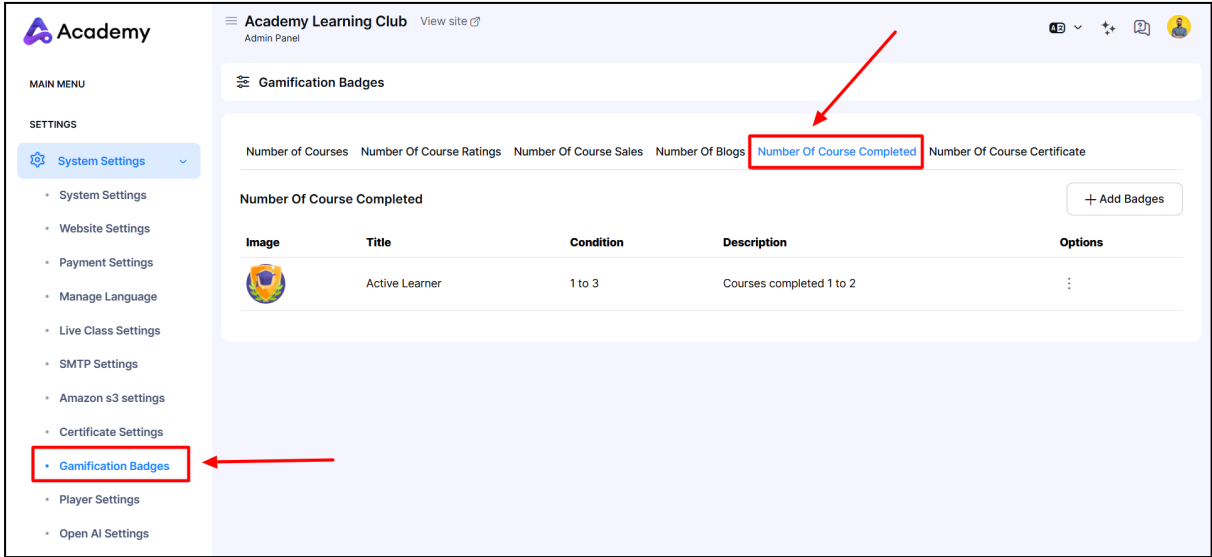 Academy
Academy Learning Club View site
Admin Panel
MAIN MENU
SETTINGS
System Settings
System Settings
Website Settings
Payment Settings
Manage Language
Live Class Settings
SMTP Settings
Amazon s3 settings
Certificate Settings
Gamification Badges
Player Settings
Open AI Settings
Gamification Badges
Number of Courses Number Of Course Ratings Number Of Course Sales Number Of Blogs Number Of Course Completed Number Of Course Certificate
Number Of Course Completed
+ Add Badges
Image Title Condition Description Options
Active Learner 1 to 3 Courses completed 1 to 2